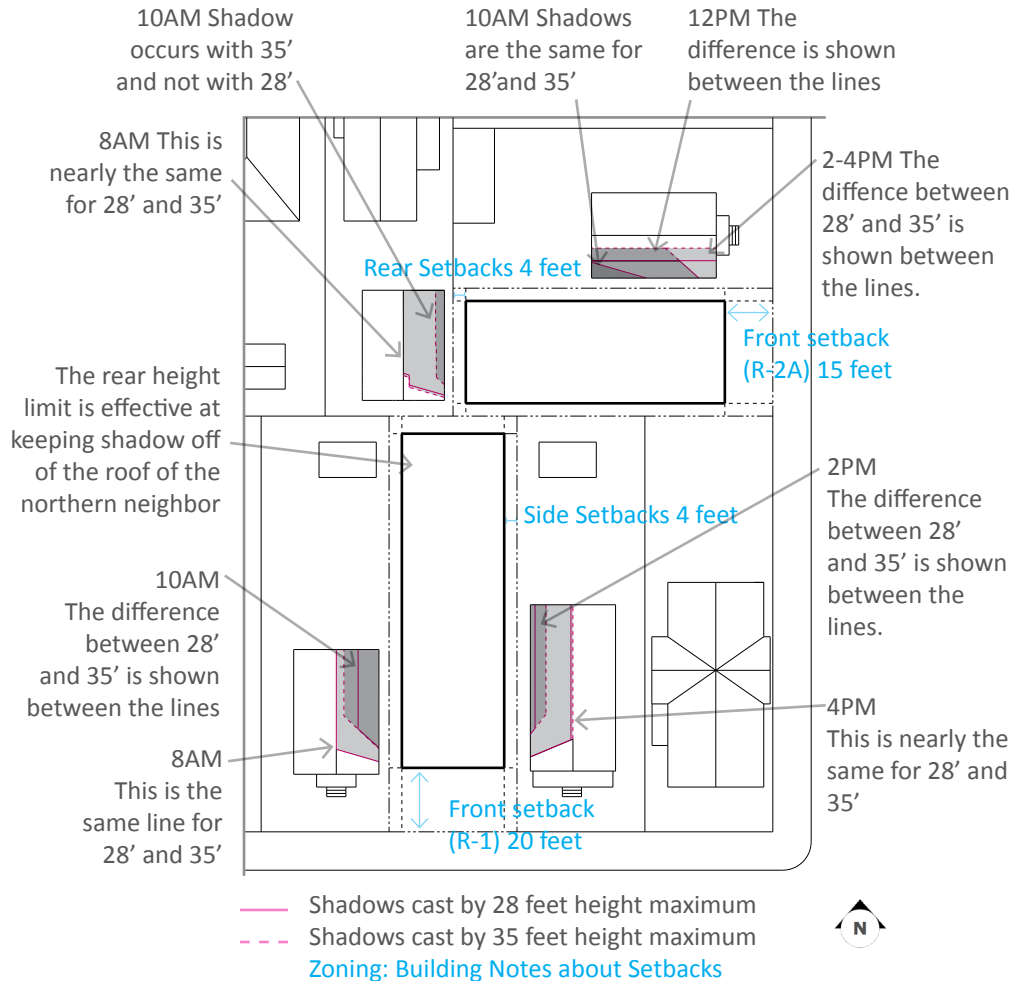 10AM Shadow
occurs with 35’
and not with 28’
10AM Shadows
are the same for
28’and 35’
12PM The
difference is shown
between the lines
8AM This is
nearly the same
for 28’ and 35’
2-4PM The
diffence between
28’ and 35’ is
shown between
the lines.
Rear Setbacks 4 feet
Front setback
(R-2A) 15 feet
The rear height
limit is effective at
keeping shadow off
of the roof of the
northern neighbor
Side Setbacks 4 feet
2PM
The difference
between 28’
and 35’ is shown
between the
lines.
10AM
The difference
between 28’
and 35’ is shown
between the lines
4PM
This is nearly the
same for 28’ and
35’
8AM
This is the
same line for
28’ and 35’
Front setback
(R-1) 20 feet
Shadows cast by 28 feet height maximum
Shadows cast by 35 feet height maximum
Zoning: Building Notes about Setbacks
N